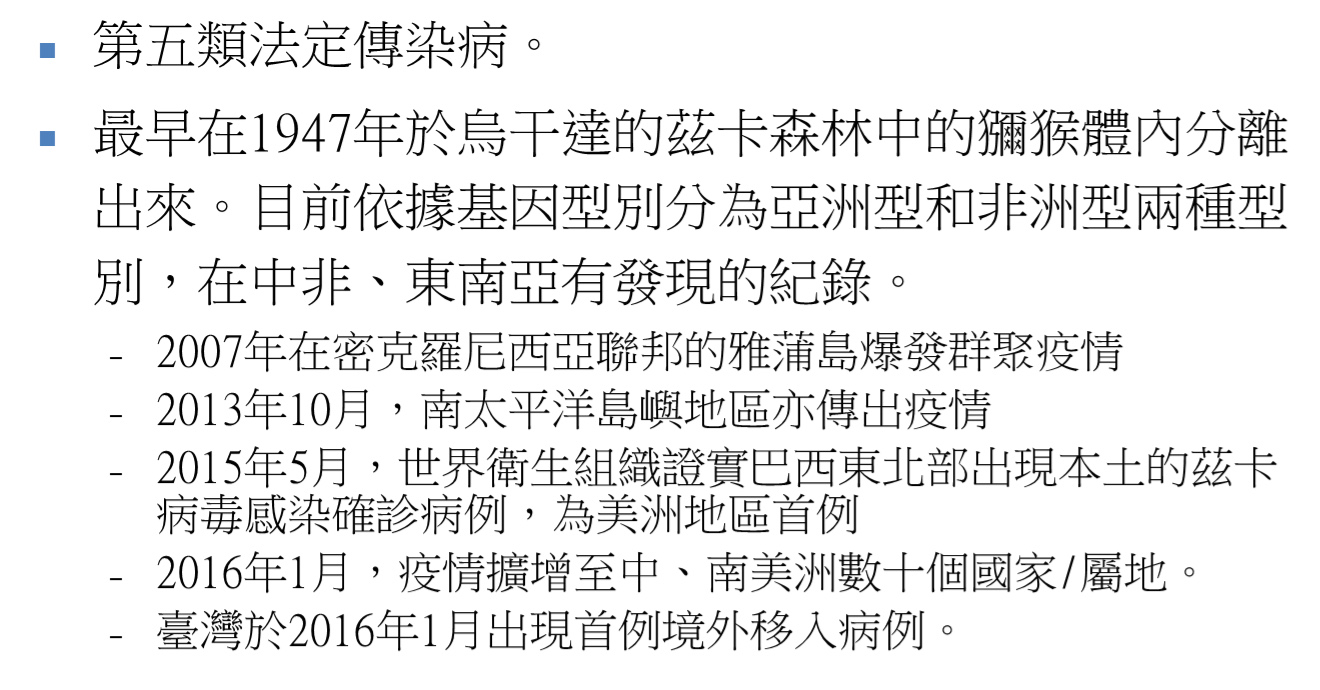 ▪ 第五類法定傳染病。
▪ 最早在1947年於烏干達的茲卡森林中的獼猴體內分離
出來。目前依據基因型別分為亞洲型和非洲型兩種型
別，在中非、東南亞有發現的紀錄。
– 2007年在密克羅尼西亞聯邦的雅蒲島爆發群聚疫情
– 2013年10月，南太平洋島嶼地區亦傳出疫情
– 2015年5月，世界衛生組織證實巴西東北部出現本土的茲卡
病毒感染確診病例，為美洲地區首例
– 2016年1月，疫情擴增至中、南美洲數十個國家/屬地。
– 臺灣於2016年1月出現首例境外移入病例。